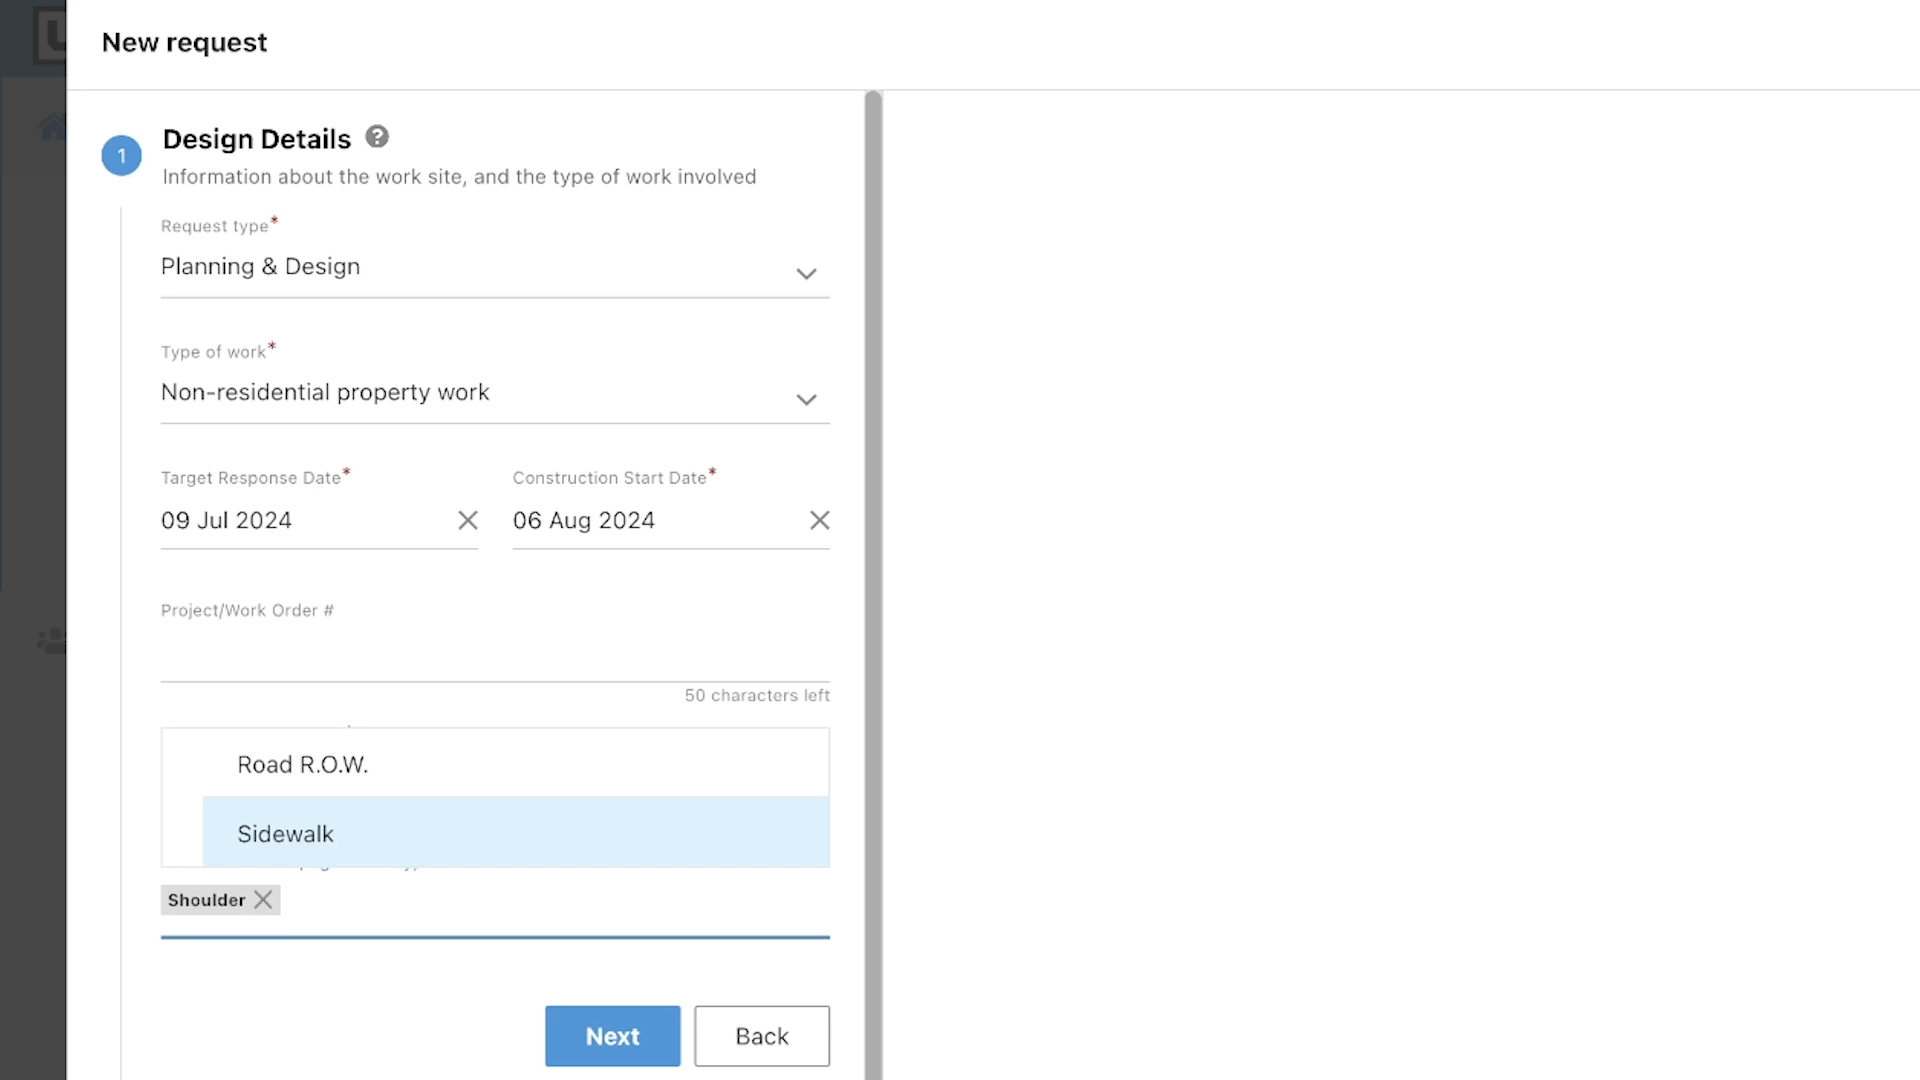 New request
1
Design Details ?
Information about the work site, and the type of work involved
Request type*
Planning & Design
Type of work*
Non-residential property work
Target Response Date*
Construction Start Date*
09 Jul 2024
06 Aug 2024
Project/Work Order #
50 characters left
Road R.O.W.
Sidewalk
Shoulder
Next
Back